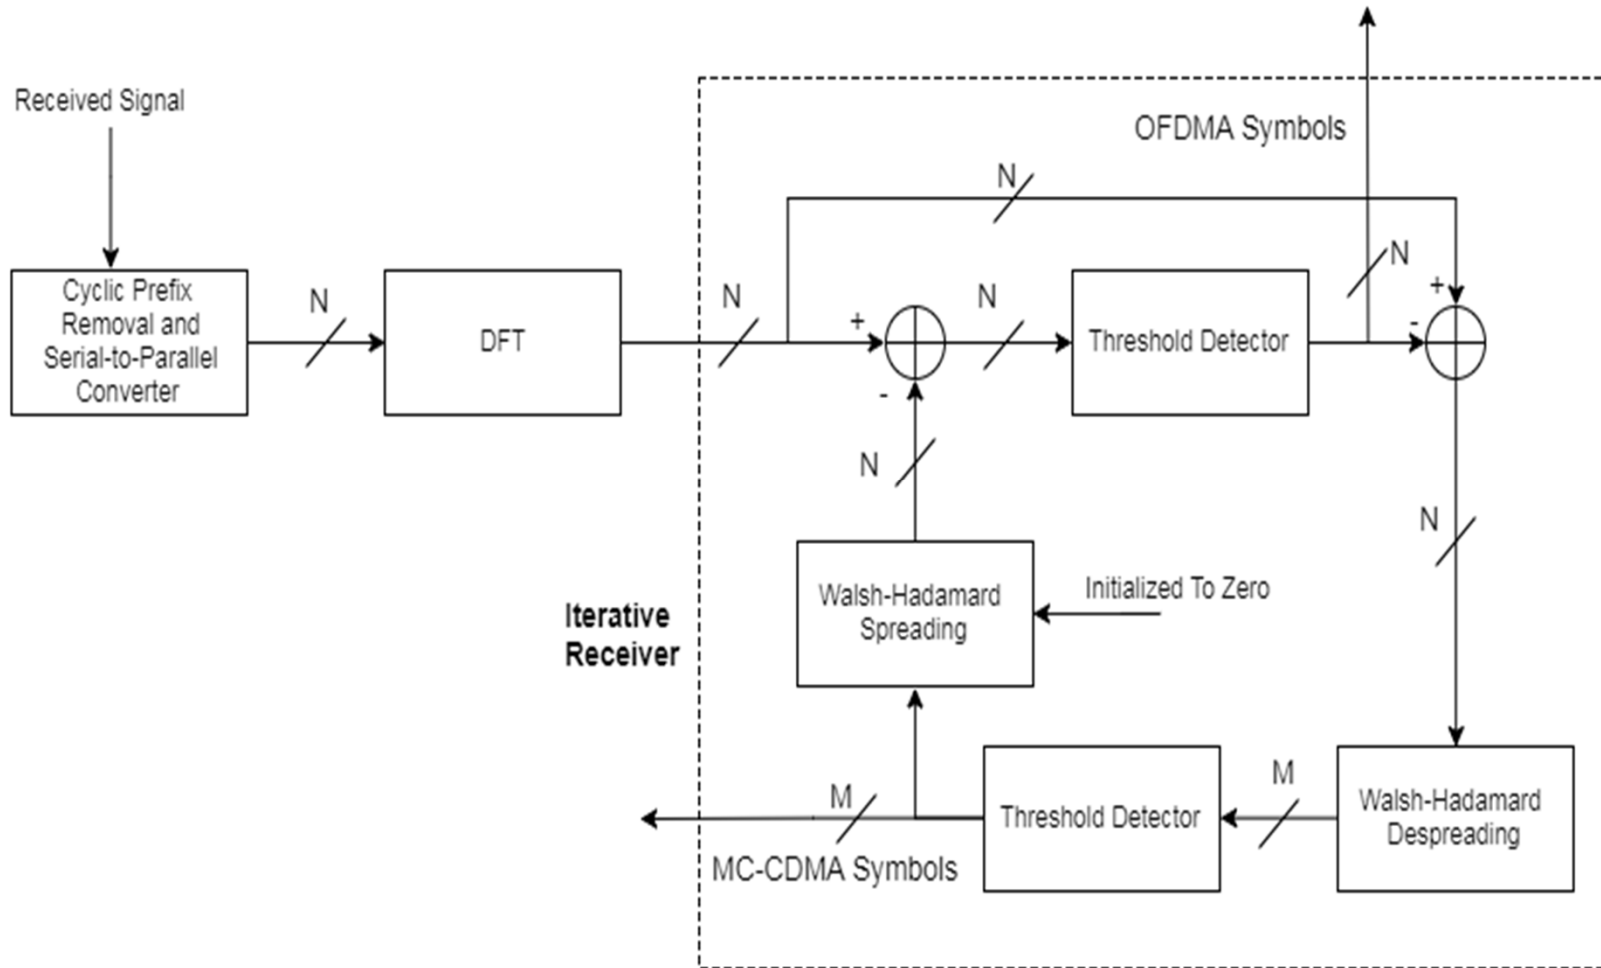 Received Signal
OFDMA Symbols
N
N
Cyclic Prefix
Removal and
Serial-to-Parallel
Converter
N
DFT
N
+
N
Threshold Detector
+
-
-
N
N
Walsh-Hadamard
Spreading
Initialized To Zero
Iterative
Receiver
M
Threshold Detector
M
Walsh-Hadamard
Despreading
MC-CDMA Symbols